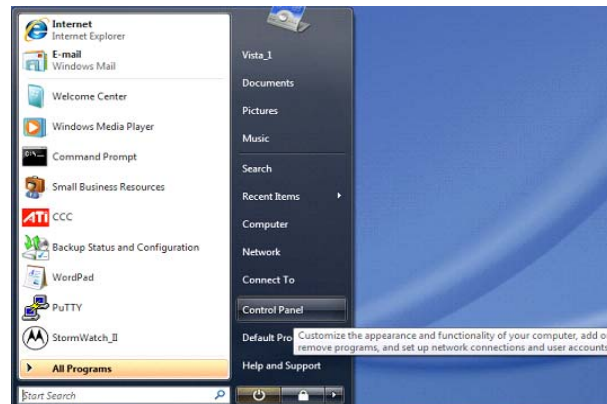 Internet
Internet Explorer
E-mail
Windows Mail
Welcome Center
Windows Media Player
Command Prompt
Small Business Resources
ATI CCC
Backup Status and Configuration
WordPad
PuTTY
StormWatch_II
All Programs
Start Search
Vista_1
Documents
Pictures
Music
Search
Recent Items
Computer
Network
Connect To
Control Panel
Default Pro
Customize the appearance and functionality of your computer, add o
remove programs, and set up network connections and user accounts
Help and Support